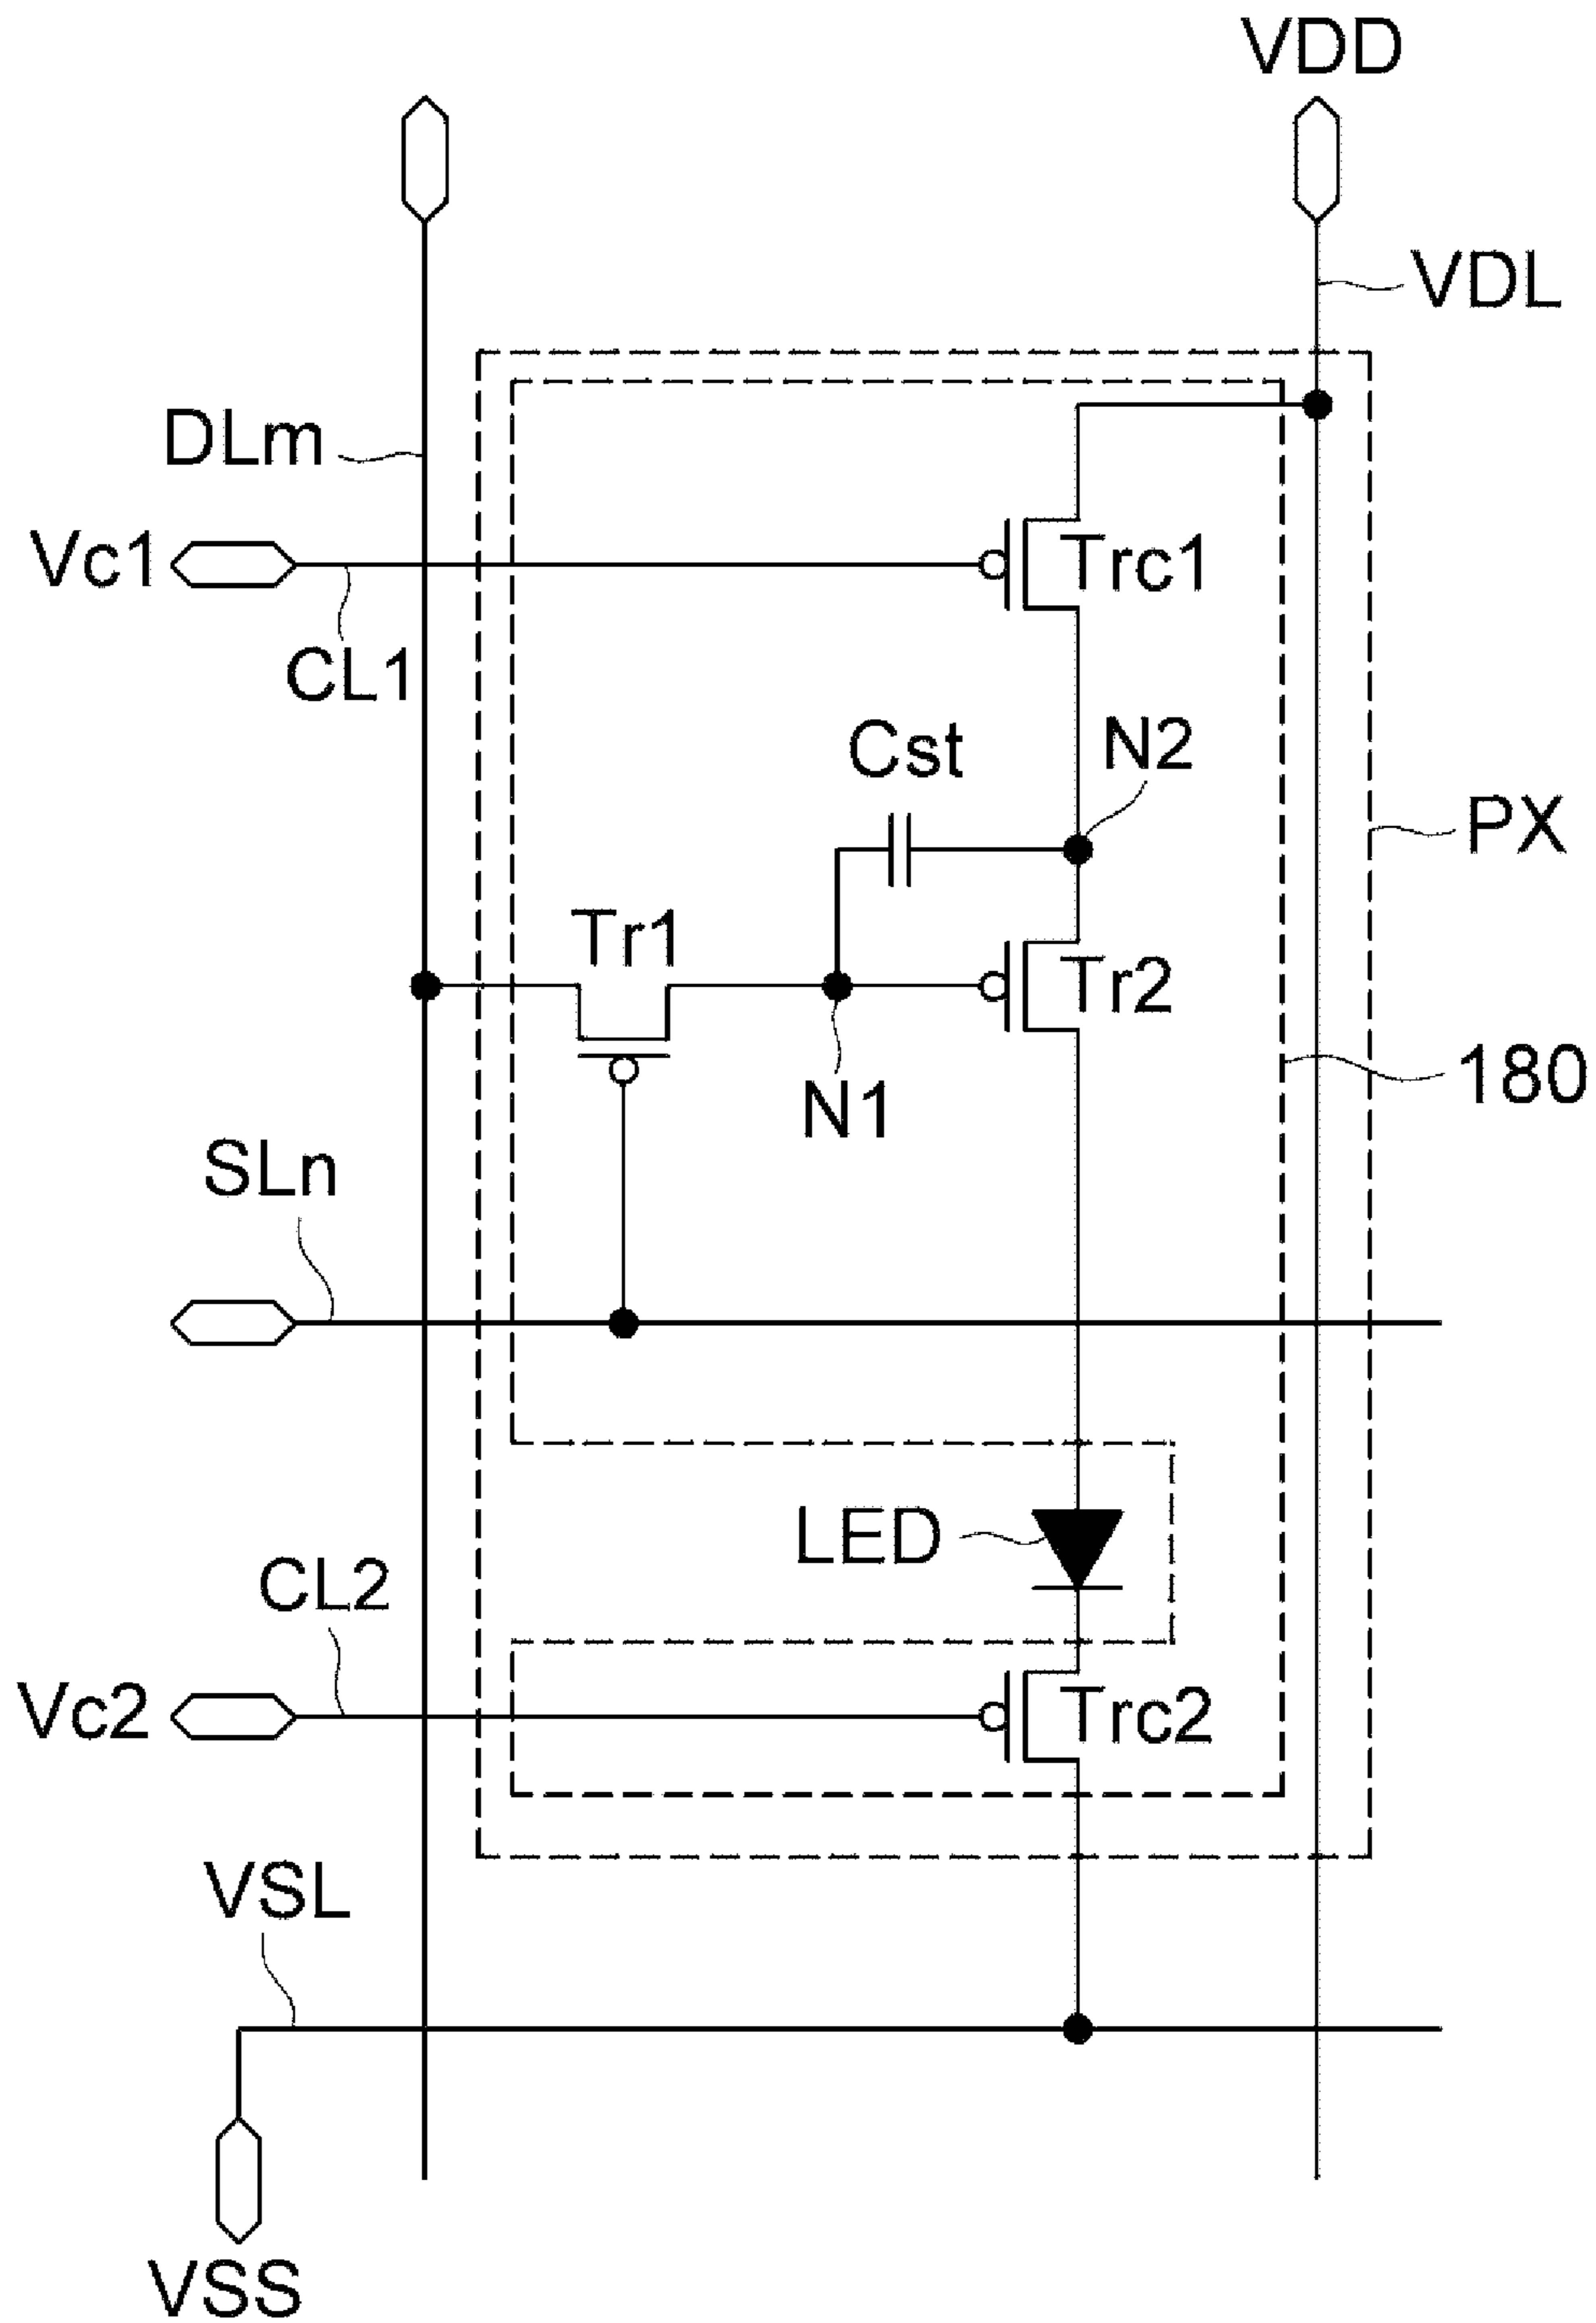 VDD
VDL
DLm
Vc1
Trc1
CL1
Cst
N2
PX
Tr1
Tr2
180
N1
SLn
LED
CL2
Vc2
Trc2
VSL
VSS